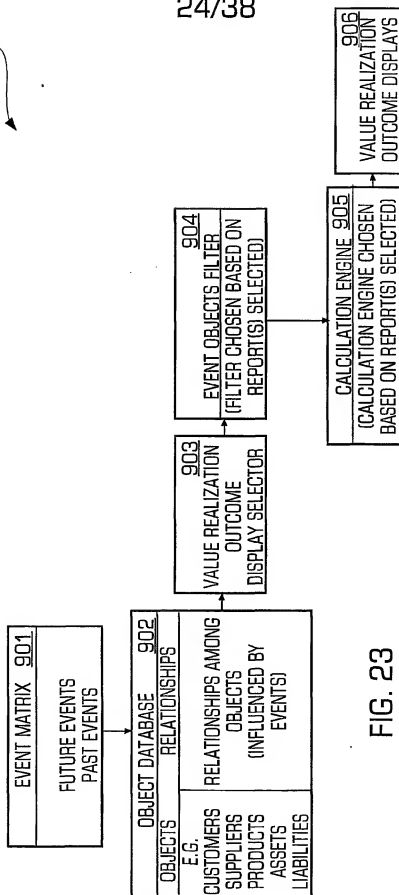 24/38
EVENT MATRIX 901
FUTURE EVENTS
PAST EVENTS
OBJECT DATABASE 902
OBJECTS
RELATIONSHIPS
E.G.
CUSTOMERS
SUPPLIERS
PRODUCTS
ASSETS
LIABILITIES
RELATIONSHIPS AMONG
OBJECTS
(INFLUENCED BY
EVENTS)
903
VALUE REALIZATION
OUTCOME
DISPLAY SELECTOR
904
EVENT OBJECTS FILTER
(FILTER CHOSEN BASED ON
REPORT(S) SELECTED)
CALCULATION ENGINE 905
(CALCULATION ENGINE CHOSEN
BASED ON REPORT(S) SELECTED)
906
VALUE REALIZATION
OUTCOME DISPLAYS
FIG. 23